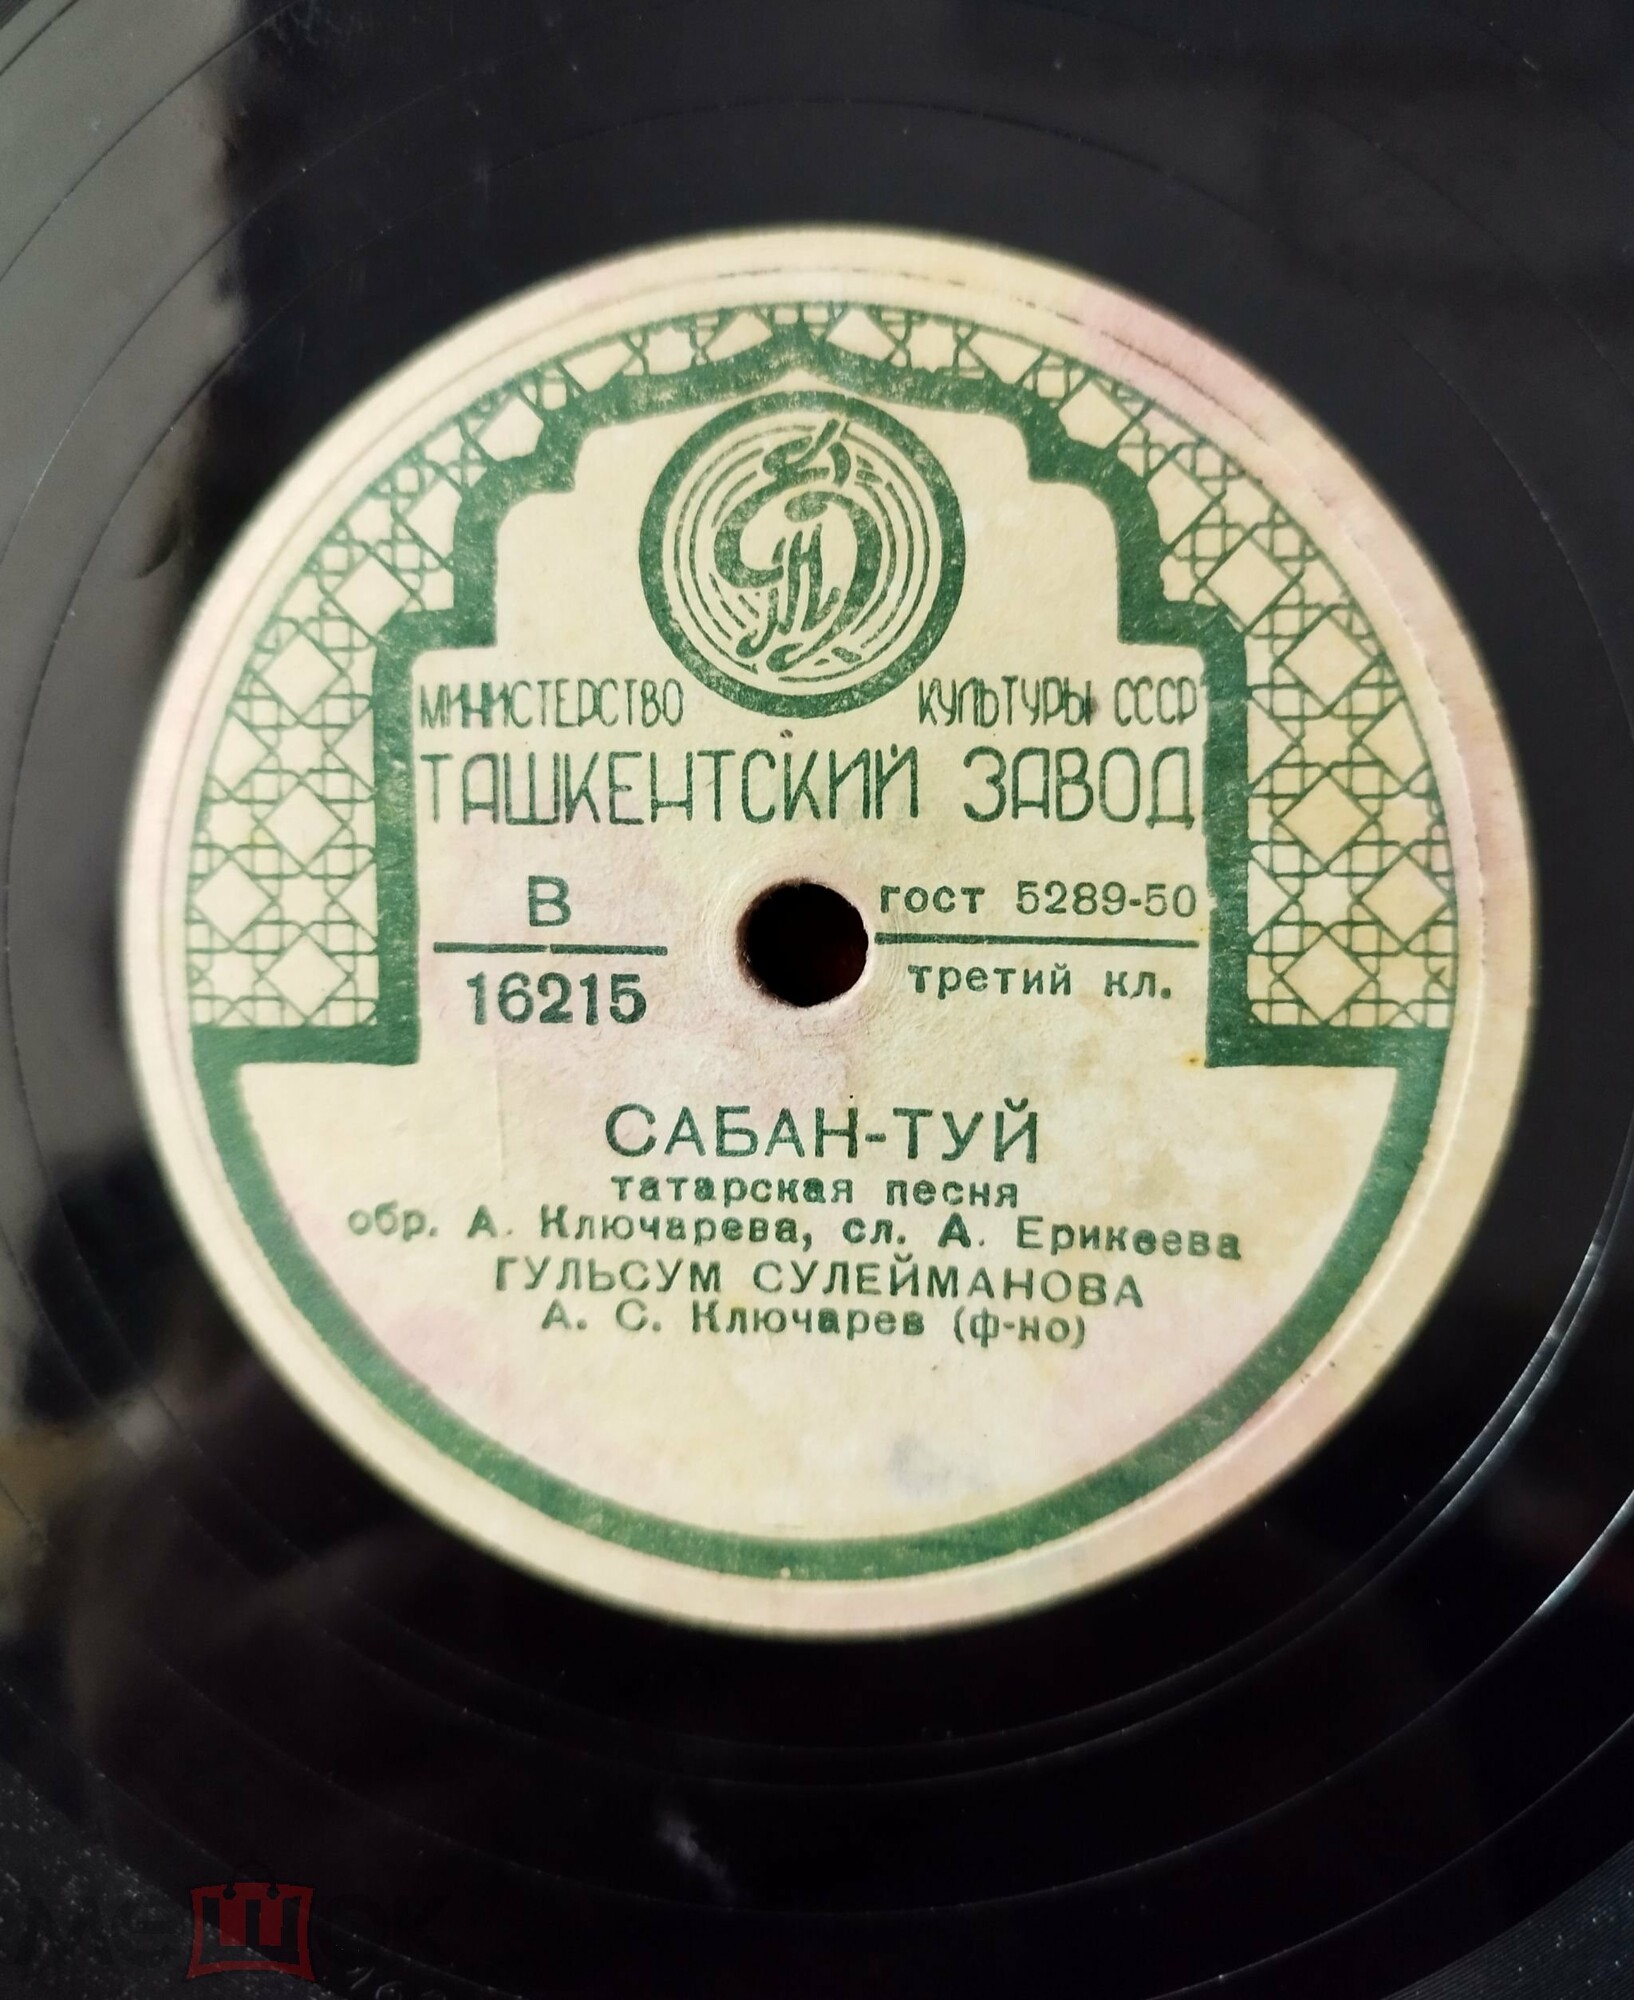 МИНИСТЕРСТВО КУЛЬТУРЫ СССР
ТАШКЕНТСКИЙ ЗАВОД
В
16215
гост 5289-50
третий кл.
САБАН-ТУЙ
татарская песня
обр. А. Ключарева, сл. А. Ерикеева
ГУЛЬСУМ СУЛЕЙМАНОВА
А. С. Ключарев (ф-но)
мешок